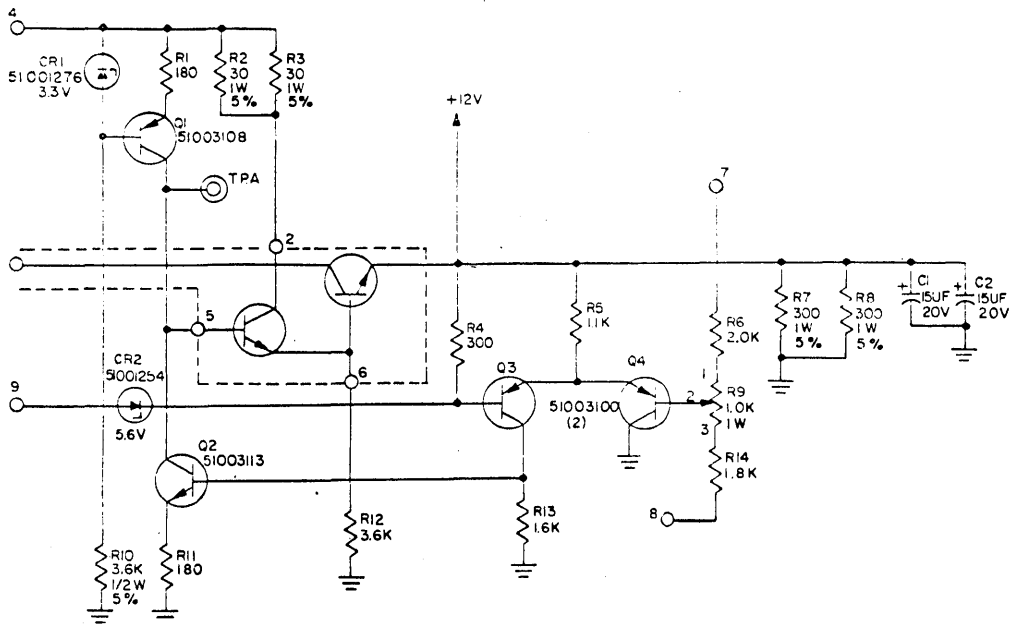 4
CR1
51001276
3.3V
R1
180
R2
30
1W
5%
R3
30
1W
5%
Q1
51003108
TPA
+12V
7
2
5
6
CR2
51001254
5.6V
9
R4
300
R5
1.1K
Q3
Q4
51003100
(2)
R6
2.0K
1
2
3
R9
1.0K
1W
R7
300
1W
5%
R8
300
1W
5%
C1
15UF
20V
C2
15UF
20V
+
+
Q2
51003113
R14
1.8K
8
R13
1.6K
R12
3.6K
R10
3.6K
1/2W
5%
R11
180